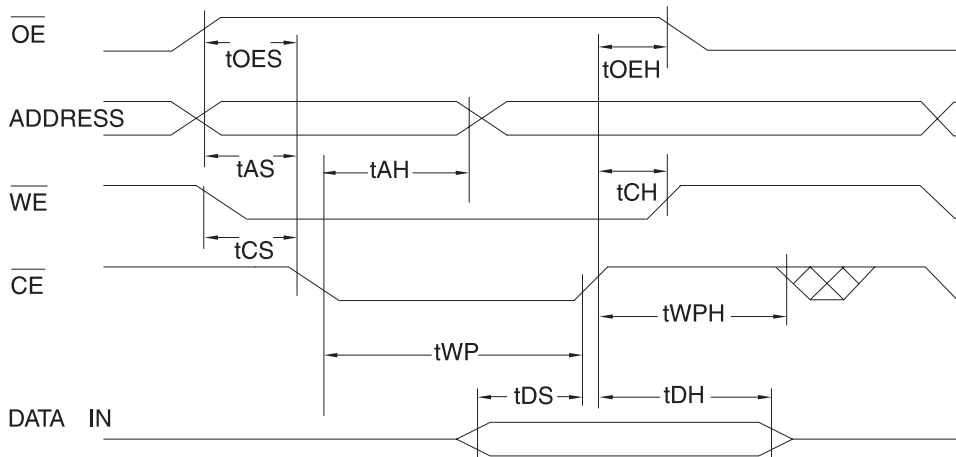 OE
tOES
tOEH
ADDRESS
tAS
tAH
tCH
WE
tCS
CE
tWPH
tWP
tDS
tDH
DATA IN